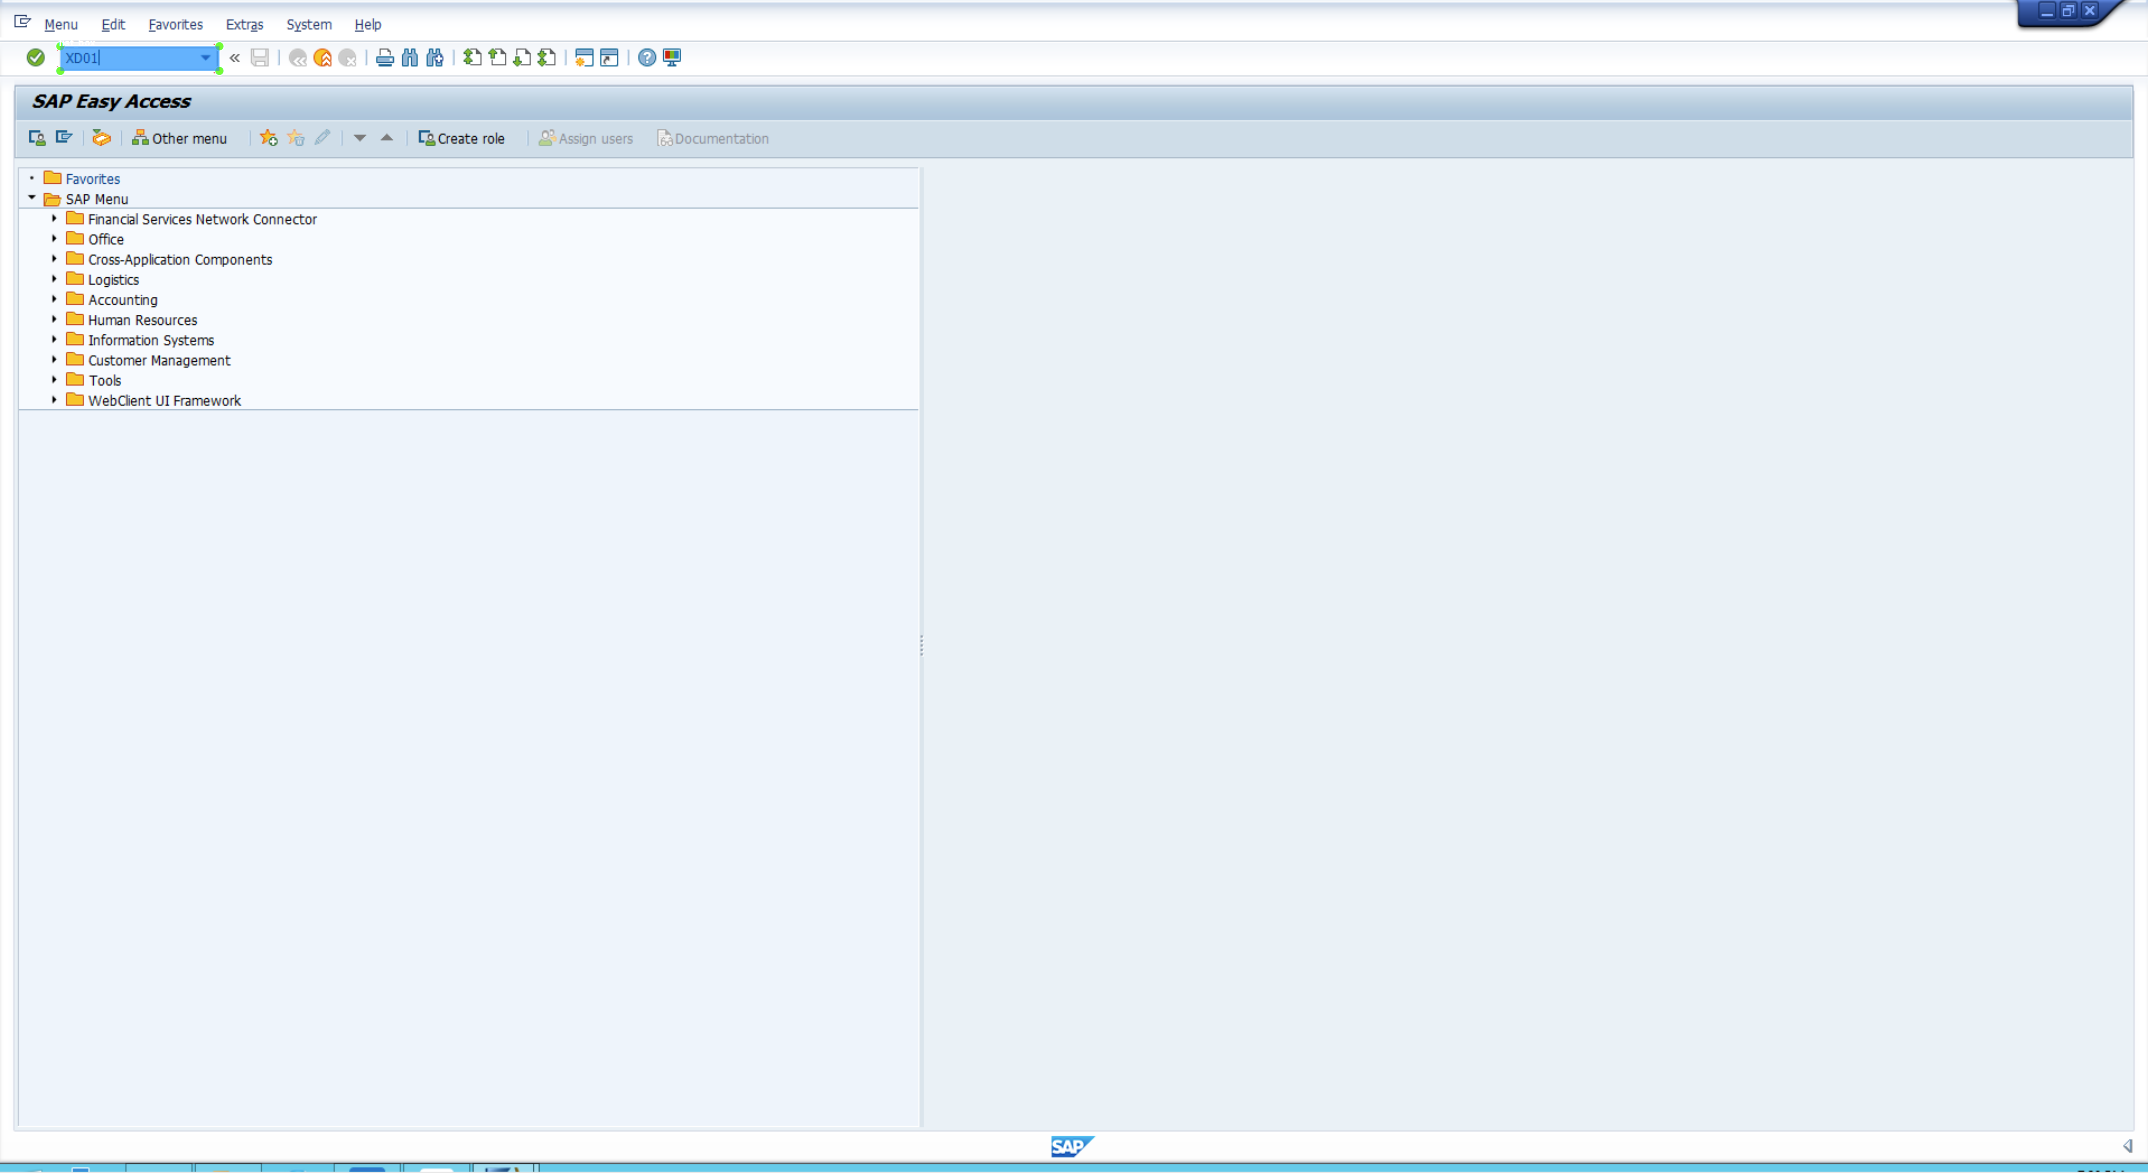 Menu Edit Favorites Extras System Help
XD01
SAP Easy Access
Other menu Create role Assign users Documentation
Favorites
SAP Menu
Financial Services Network Connector
Office
Cross-Application Components
Logistics
Accounting
Human Resources
Information Systems
Customer Management
Tools
WebClient UI Framework
SAP